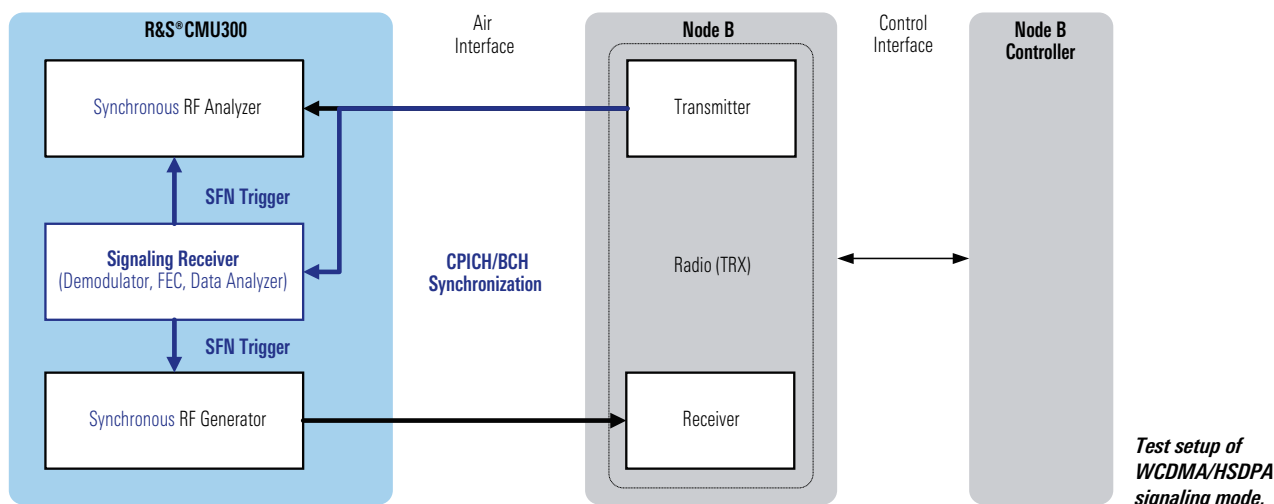 R&S®CMU300
Air
Interface
Node B
Control
Interface
Node B
Controller
Synchronous RF Analyzer
Transmitter
SFN Trigger
Signaling Receiver
(Demodulator, FEC, Data Analyzer)
CPICH/BCH
Synchronization
Radio (TRX)
SFN Trigger
Synchronous RF Generator
Receiver
Test setup of
WCDMA/HSDPA
signaling mode.